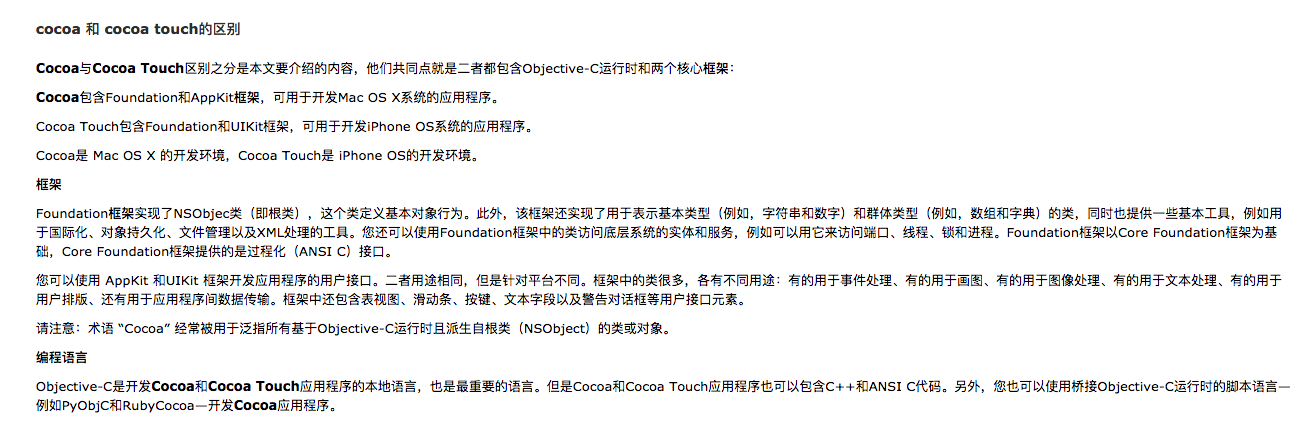 cocoa 和 cocoa touch的区别
Cocoa与Cocoa Touch区别之分是本文要介绍的内容，他们共同点就是二者都包含Objective-C运行时和两个核心框架：
Cocoa包含Foundation和AppKit框架，可用于开发Mac OS X系统的应用程序。
Cocoa Touch包含Foundation和UIKit框架，可用于开发iPhone OS系统的应用程序。
Cocoa是 Mac OS X 的开发环境，Cocoa Touch是 iPhone OS的开发环境。
框架
Foundation框架实现了NSObjec类（即根类），这个类定义基本对象行为。此外，该框架还实现了用于表示基本类型（例如，字符串和数字）和群体类型（例如，数组和字典）的类，同时也提供一些基本工具，例如用
于国际化、对象持久化、文件管理以及XML处理的工具。您还可以使用Foundation框架中的类访问底层系统的实体和服务，例如可以用它来访问端口、线程、锁和进程。Foundation框架以Core Foundation框架为基
础，Core Foundation框架提供的是过程化（ANSI C）接口。
您可以使用 AppKit 和UIKit 框架开发应用程序的用户接口。二者用途相同，但是针对平台不同。框架中的类很多，各有不同用途：有的用于事件处理、有的用于画图、有的用于图像处理、有的用于文本处理、有的用于
用户排版、还有用于应用程序间数据传输。框架中还包含表视图、滑动条、按键、文本字段以及警告对话框等用户接口元素。
请注意：术语 “Cocoa” 经常被用于泛指所有基于Objective-C运行时且派生自根类（NSObject）的类或对象。
编程语言
Objective-C是开发Cocoa和Cocoa Touch应用程序的本地语言，也是最重要的语言。但是Cocoa和Cocoa Touch应用程序也可以包含C++和ANSI C代码。另外，您也可以使用桥接Objective-C运行时的脚本语言—
例如PyObjC和RubyCocoa—开发Cocoa应用程序。